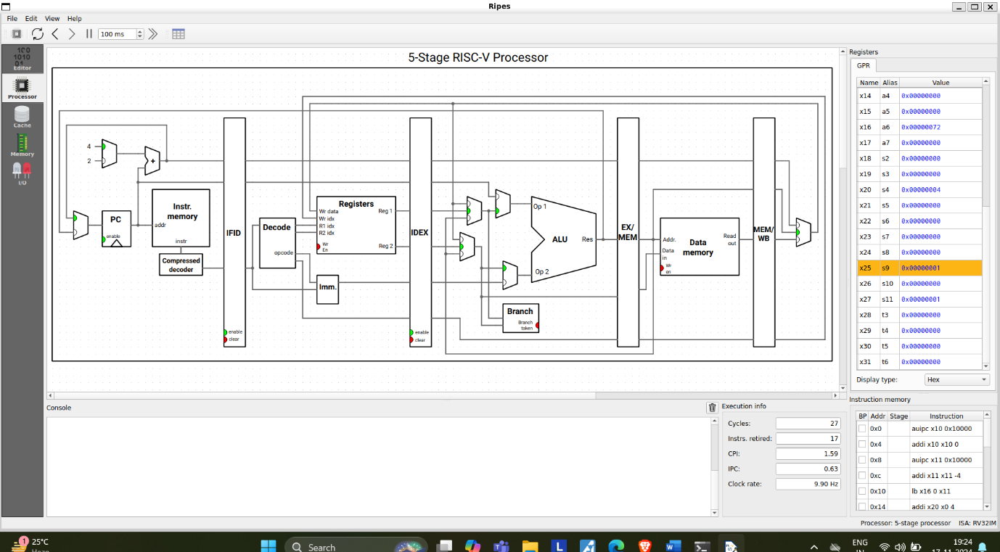 Ripes
File Edit View Help
100 ms
5-Stage RISC-V Processor
Editor
Processor
Cache
Memory
I/O
4
2
+
Instr. memory
addr
instr
PC
enable
Compressed decoder
IFID
enable
clear
Decode
opcode
Registers
Wr data
Wr idx
R1 idx
R2 idx
Wr En
Reg 1
Reg 2
Imm.
IDEX
enable
clear
Op 1
ALU
Res
Op 2
Branch
Branch taken
EX/MEM
Data memory
Addr.
Data in
Wr en
Read out
MEM/WB
Registers
GPR
Name Alias Value
x14 a4 0x00000000
x15 a5 0x00000000
x16 a6 0x00000072
x17 a7 0x00000000
x18 s2 0x00000000
x19 s3 0x00000000
x20 s4 0x00000004
x21 s5 0x00000000
x22 s6 0x00000000
x23 s7 0x00000000
x24 s8 0x00000000
x25 s9 0x00000001
x26 s10 0x00000000
x27 s11 0x00000001
x28 t3 0x00000000
x29 t4 0x00000000
x30 t5 0x00000000
x31 t6 0x00000000
Display type: Hex
Console
Execution info
Cycles: 27
Instrs. retired: 17
CPI: 1.59
IPC: 0.63
Clock rate: 9.90 Hz
Instruction memory
BP Addr Stage Instruction
0x0 auipc x10 0x10000
0x4 addi x10 x10 0
0x8 auipc x11 0x10000
0xc addi x11 x11 -4
0x10 lb x16 0 x11
0x14 addi x20 x0 4
Processor: 5-stage processor ISA: RV32IM
1
25°C
Search
L
ENG
19:24